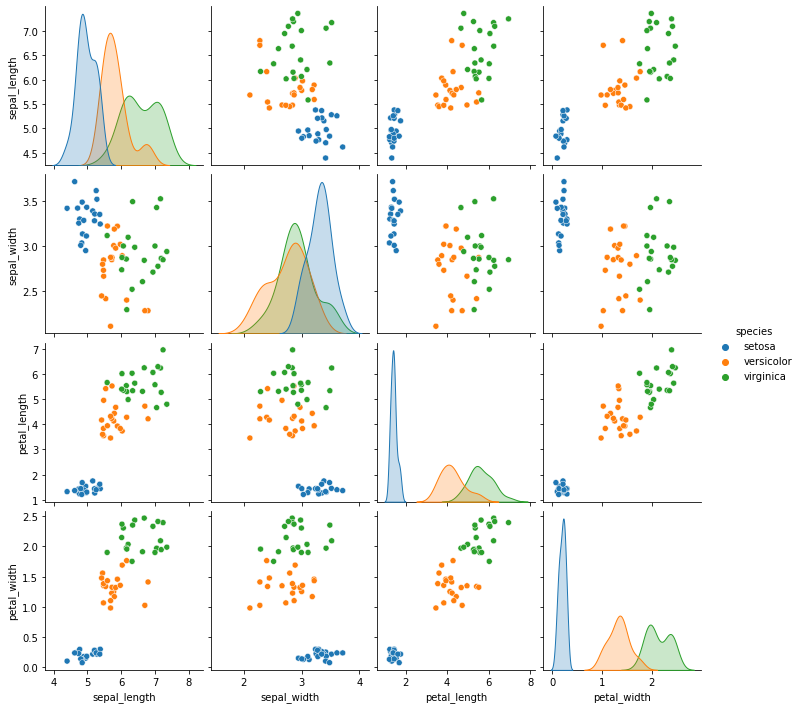 sepal_length
7.0
6.5
6.0
5.5
5.0
4.5
sepal_width
3.5
3.0
2.5
petal_length
7
6
5
4
3
2
1
petal_width
2.5
2.0
1.5
1.0
0.5
0.0
4 5 6 7 8
sepal_length
2 3 4
sepal_width
2 4 6 8
petal_length
0 1 2
petal_width
species
setosa
versicolor
virginica